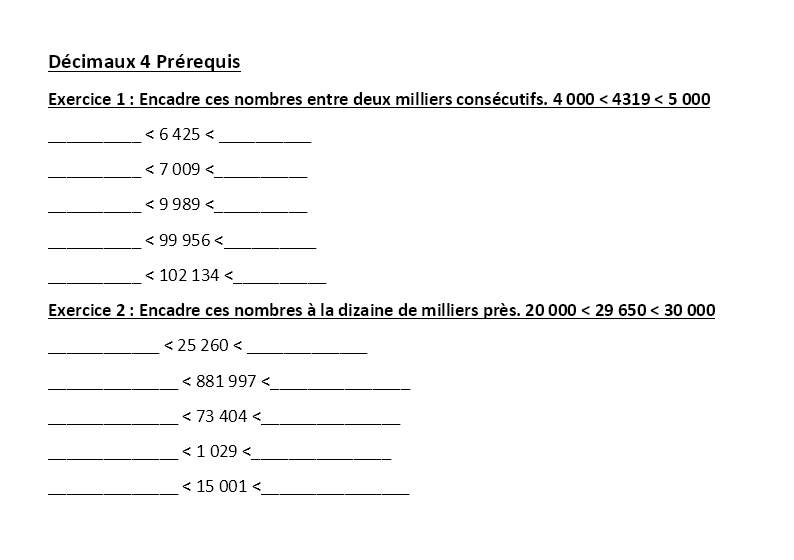 Décimaux 4 Prérequis
Exercice 1 : Encadre ces nombres entre deux milliers consécutifs. 4 000 < 4319 < 5 000
__________ < 6 425 < __________
__________ < 7 009 <__________
__________ < 9 989 <__________
__________ < 99 956 <__________
__________ < 102 134 <__________
Exercice 2 : Encadre ces nombres à la dizaine de milliers près. 20 000 < 29 650 < 30 000
____________ < 25 260 < _____________
______________ < 881 997 <_______________
______________ < 73 404 <_______________
______________ < 1 029 <_______________
______________ < 15 001 <________________